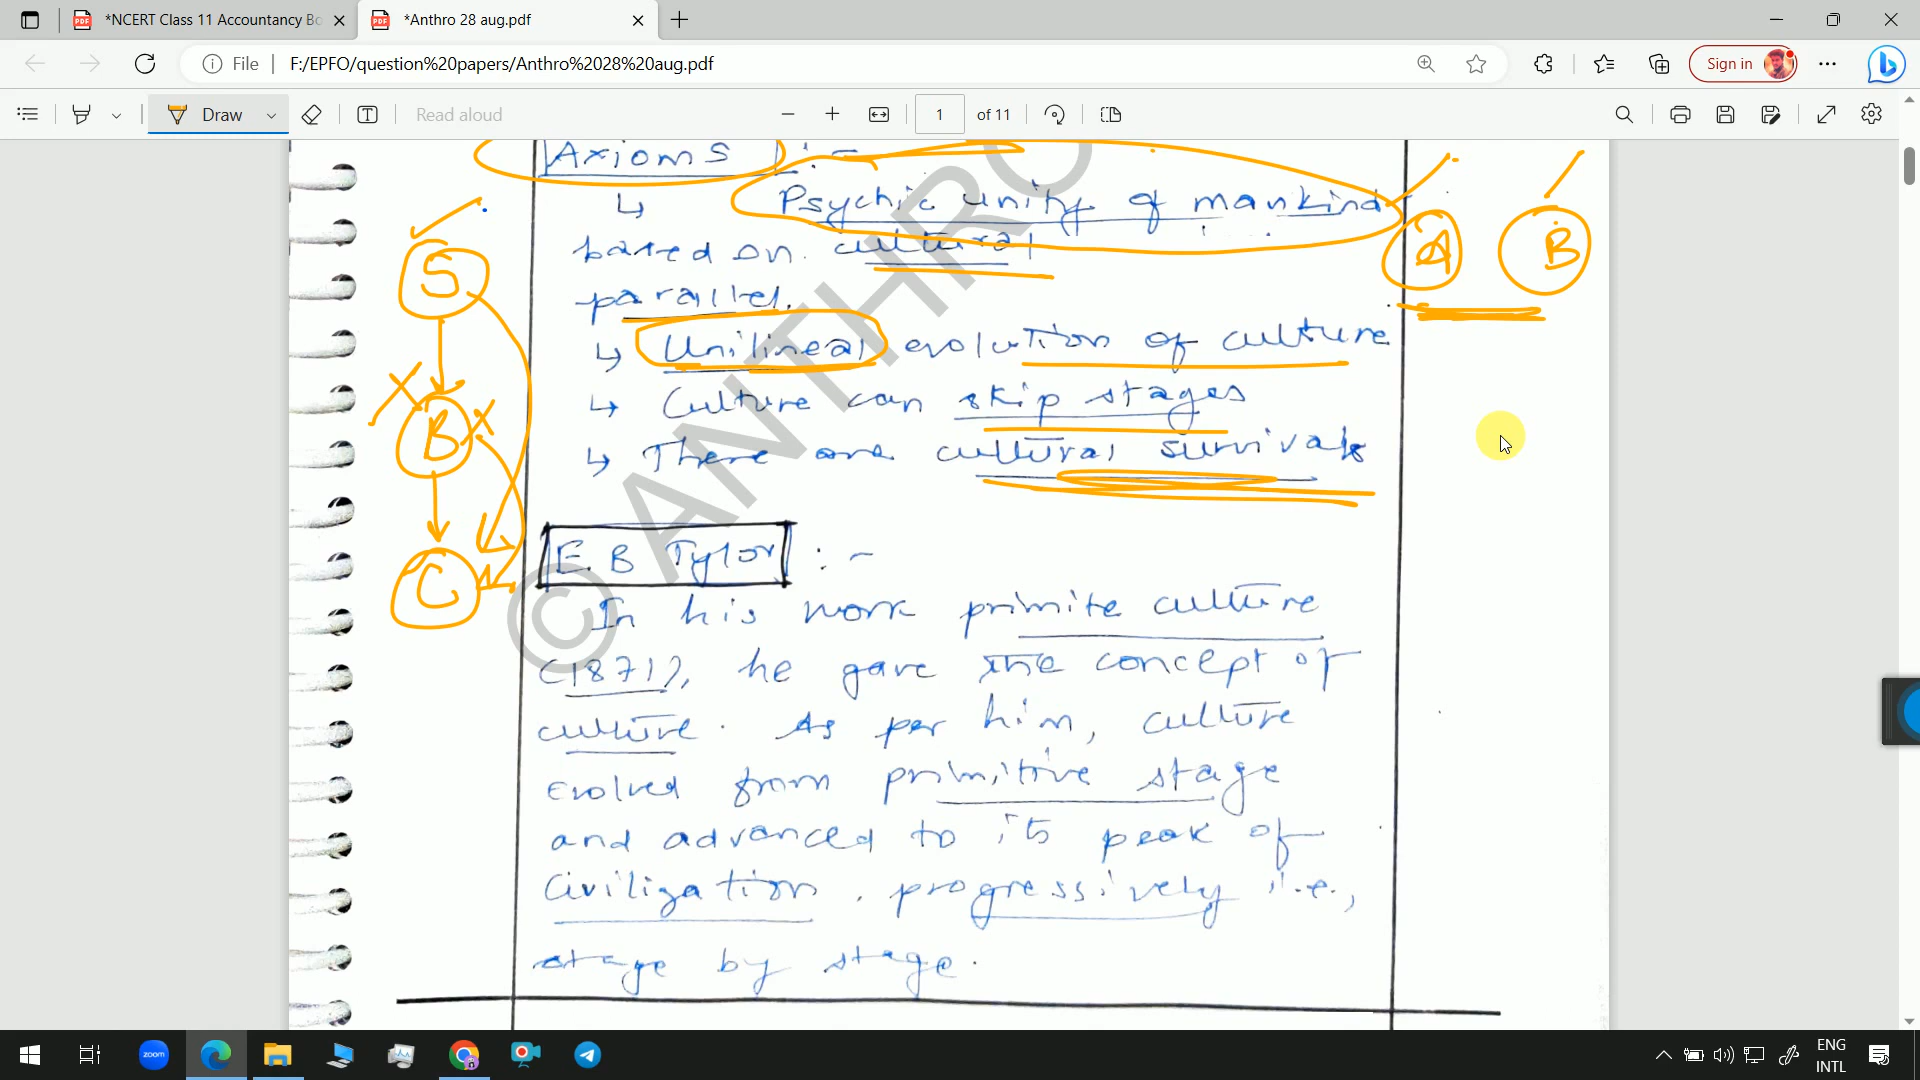 *NCERT Class 11 Accountancy Bo
*Anthro 28 aug.pdf
File
F:/EPFO/question%20papers/Anthro%2028%20aug.pdf
Sign in
Draw
Read aloud
1 of 11
Axioms :-
↳ Psychic unity of mankind
based on cultural
parallel.
↳ Unilineal evolution of culture
↳ Culture can skip stages
↳ There are cultural survivals
S
B
C
A B
© ANTHRO
E B Tylor :-
In his work primite culture
(1871), he gave the concept of
culture. As per him, culture
evolved from primitive stage
and advanced to its peak of
Civilization, progressively i.e.,
stage by stage.
zoom
ENG
INTL